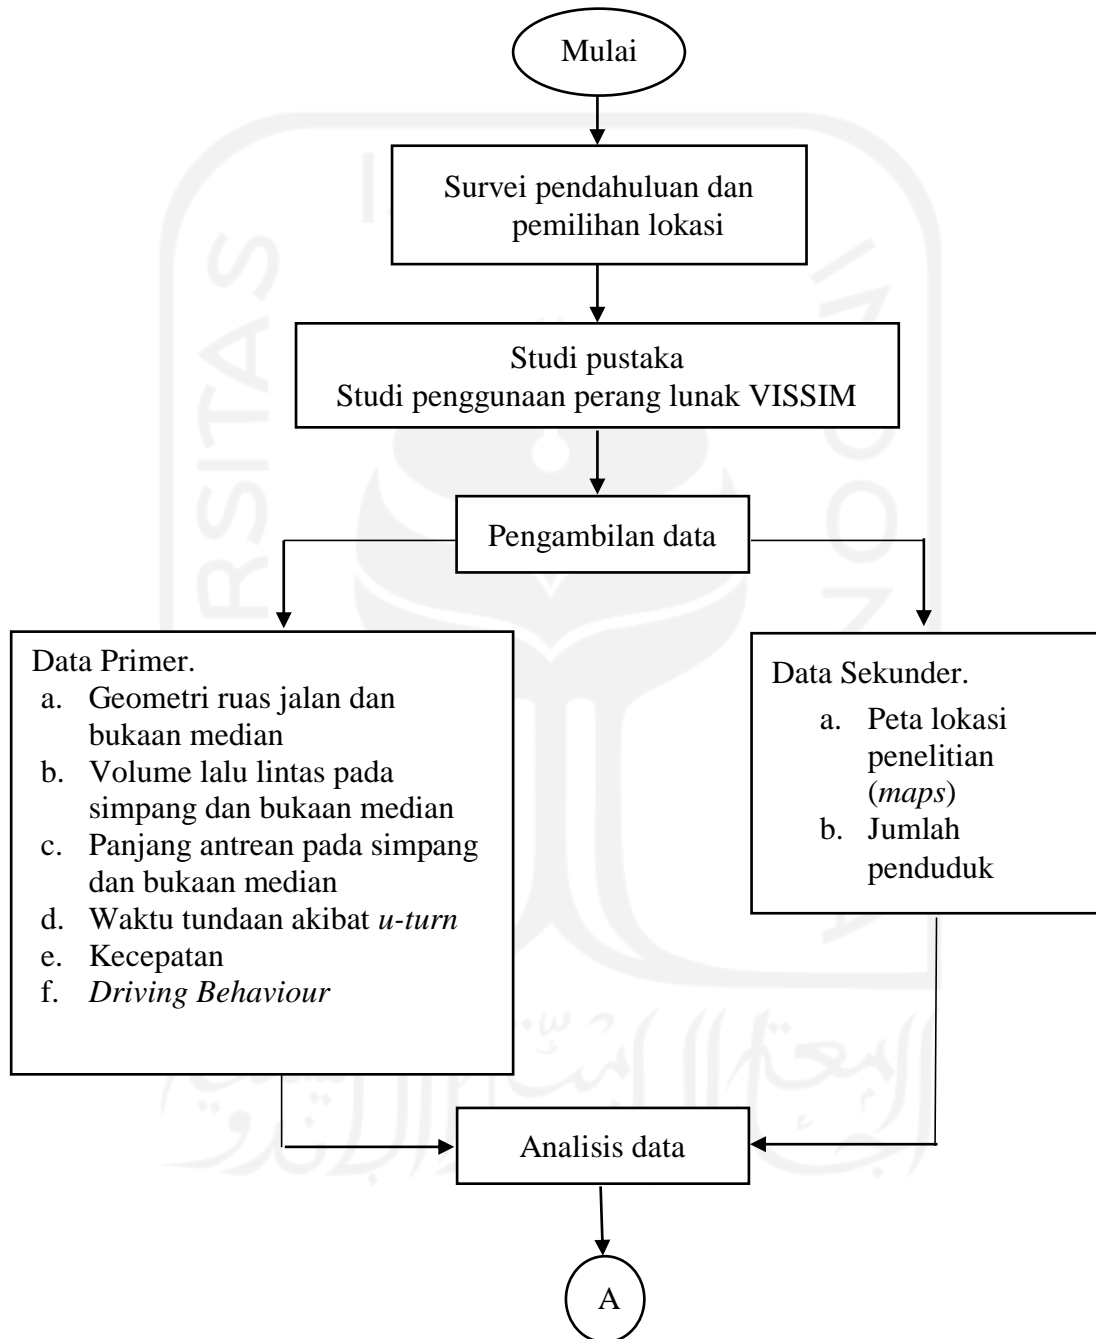 Mulai
Survei pendahuluan dan
pemilihan lokasi
Studi pustaka
Studi penggunaan perang lunak VISSIM
Pengambilan data
Data Primer.
a. Geometri ruas jalan dan
bukaan median
b. Volume lalu lintas pada
simpang dan bukaan median
c. Panjang antrean pada simpang
dan bukaan median
d. Waktu tundaan akibat u-turn
e. Kecepatan
f. Driving Behaviour
Data Sekunder.
a. Peta lokasi
penelitian
(maps)
b. Jumlah
penduduk
Analisis data
A